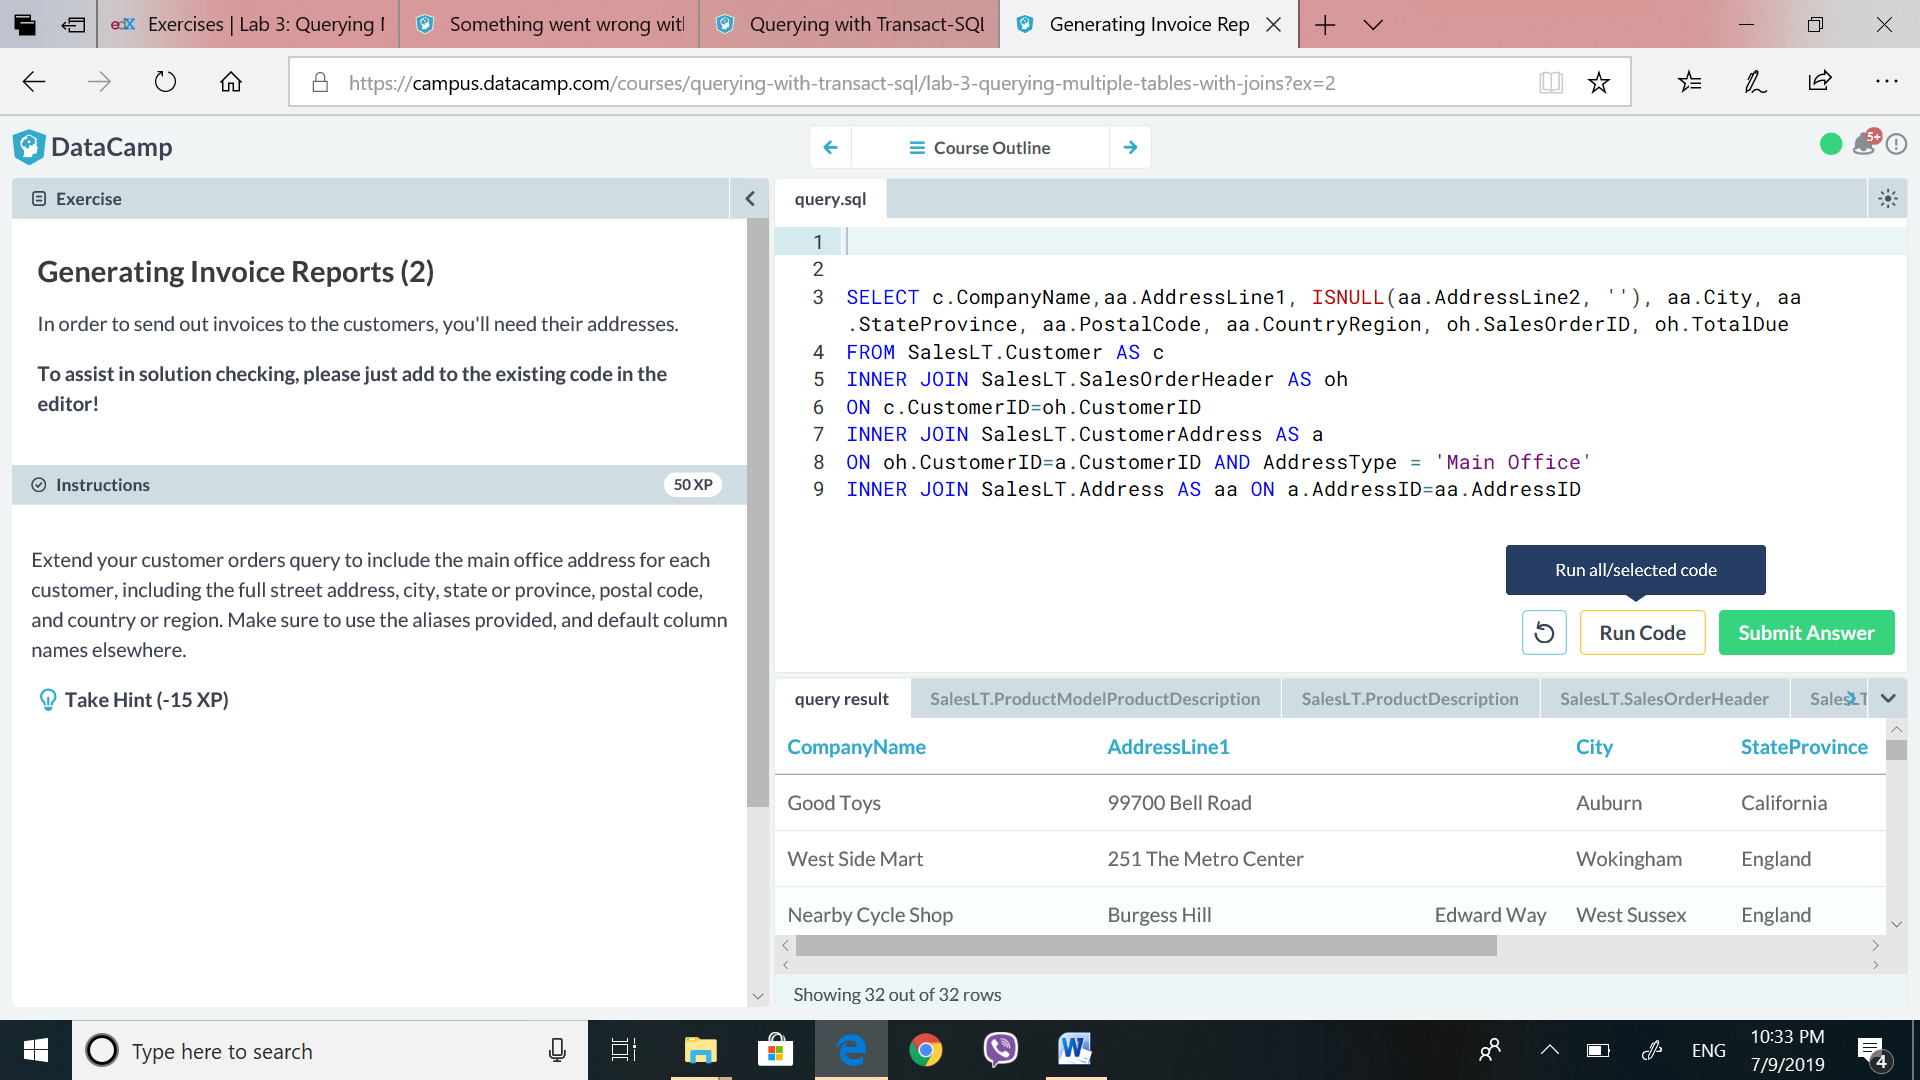 edX Exercises | Lab 3: Querying
Something went wrong wit
Querying with Transact-SQL
Generating Invoice Rep
https://campus.datacamp.com/courses/querying-with-transact-sql/lab-3-querying-multiple-tables-with-joins?ex=2
DataCamp
Course Outline
5+
Exercise
Generating Invoice Reports (2)
In order to send out invoices to the customers, you'll need their addresses.
To assist in solution checking, please just add to the existing code in the
editor!
Instructions
50 XP
Extend your customer orders query to include the main office address for each
customer, including the full street address, city, state or province, postal code,
and country or region. Make sure to use the aliases provided, and default column
names elsewhere.
Take Hint (-15 XP)
query.sql
1
2
3 SELECT c.CompanyName,aa.AddressLine1, ISNULL(aa.AddressLine2, ''), aa.City, aa
.StateProvince, aa.PostalCode, aa.CountryRegion, oh.SalesOrderID, oh.TotalDue
4 FROM SalesLT.Customer AS c
5 INNER JOIN SalesLT.SalesOrderHeader AS oh
6 ON c.CustomerID=oh.CustomerID
7 INNER JOIN SalesLT.CustomerAddress AS a
8 ON oh.CustomerID=a.CustomerID AND AddressType = 'Main Office'
9 INNER JOIN SalesLT.Address AS aa ON a.AddressID=aa.AddressID
Run all/selected code
Run Code
Submit Answer
query result SalesLT.ProductModelProductDescription SalesLT.ProductDescription SalesLT.SalesOrderHeader SalesLT
CompanyName AddressLine1 City StateProvince
Good Toys 99700 Bell Road Auburn California
West Side Mart 251 The Metro Center Wokingham England
Nearby Cycle Shop Burgess Hill Edward Way West Sussex England
Showing 32 out of 32 rows
Type here to search
ENG
10:33 PM
7/9/2019
4